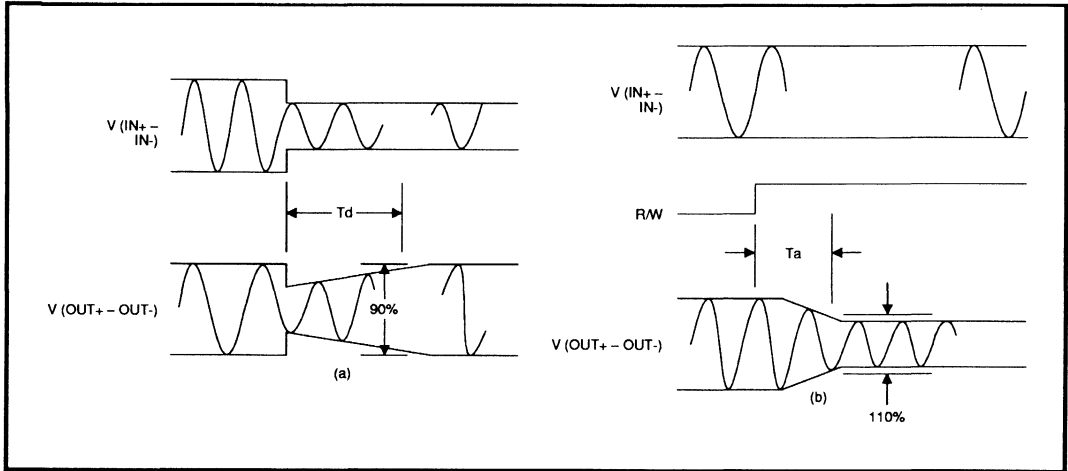 V (IN+ –
IN-)
Td
V (OUT+ – OUT-)
90%
(a)
V (IN+ –
IN-)
R/W
Ta
V (OUT+ – OUT-)
(b)
110%